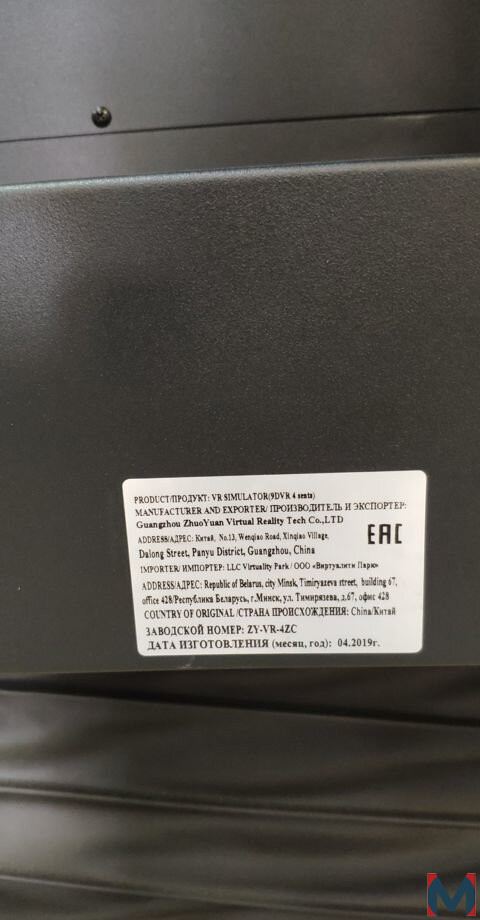 PRODUCT/ПРОДУКТ: VR SIMULATOR(9DVR 4 seats)
MANUFACTURER AND EXPORTER/ ПРОИЗВОДИТЕЛЬ И ЭКСПОРТЕР:
Guangzhou ZhuoYuan Virtual Reality Tech Co.,LTD
EAC
ADDRESS/АДРЕС: Китай, No.13, Wenqiao Road, Xinqiao Village,
Dalong Street, Panyu District, Guangzhou, China
IMPORTER/ ИМПОРТЕР: LLC Virtuality Park / ООО «Виртуалити Парк»
ADDRESS/АДРЕС: Republic of Belarus, city Minsk, Timiryazeva street, building 67,
office 428/Республика Беларусь, г.Минск, ул. Тимирязева, д.67, офис 428
COUNTRY OF ORIGINAL /СТРАНА ПРОИСХОЖДЕНИЯ: China/Китай
ЗАВОДСКОЙ НОМЕР: ZY-VR-4ZC
ДАТА ИЗГОТОВЛЕНИЯ (месяц, год): 04.2019г.
M